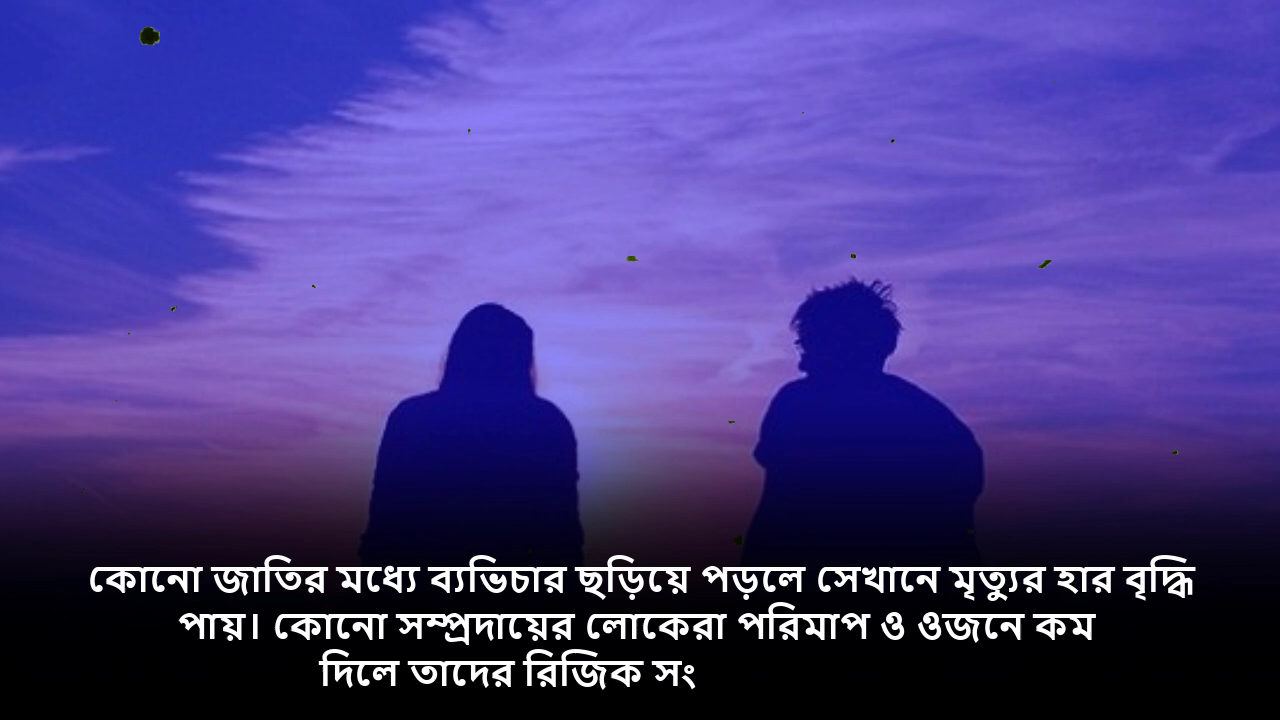 কোনো জাতির মধ্যে ব্যভিচার ছড়িয়ে পড়লে সেখানে মৃত্যুর হার বৃদ্ধি
পায়। কোনো সম্প্রদায়ের লোকেরা পরিমাপ ও ওজনে কম
দিলে তাদের রিজিক সং